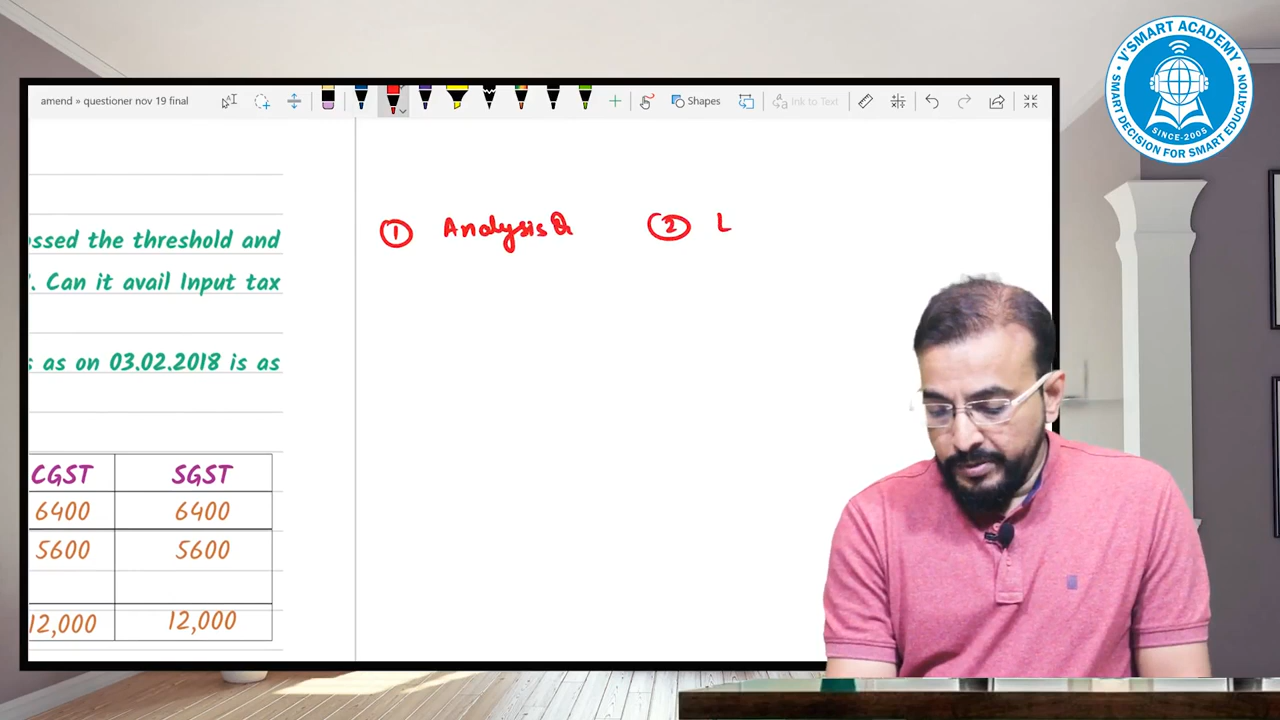 V'SMART ACADEMY
SMART DECISION FOR SMART EDUCATION
SINCE-2005
amend » questioner nov 19 final
Shapes
Ink to Text
ssed the threshold and
. Can it avail Input tax
s as on 03.02.2018 is as
CGST SGST
6400 6400
5600 5600
12,000 12,000
① Analysis Q ② L